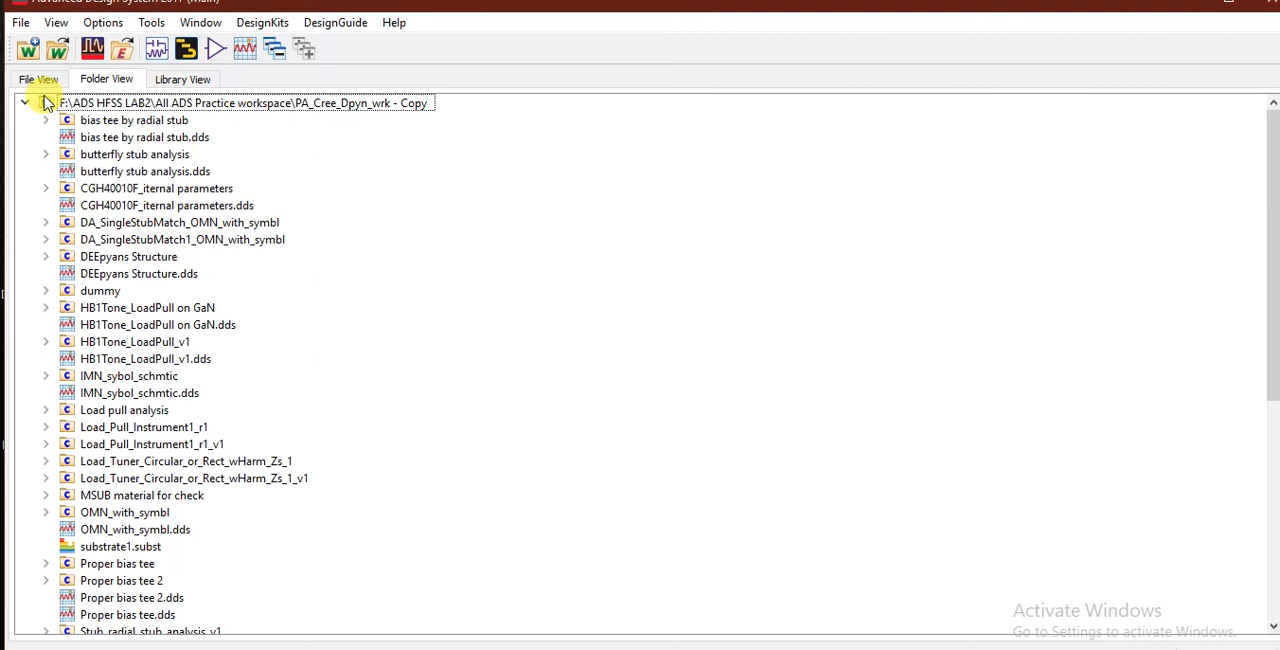 Advanced Design System 2017 (Main)
File View Options Tools Window DesignKits DesignGuide Help
File View Folder View Library View
F:\ADS HFSS LAB2\All ADS Practice workspace\PA_Cree_Dpyn_wrk - Copy
bias tee by radial stub
bias tee by radial stub.dds
butterfly stub analysis
butterfly stub analysis.dds
CGH40010F_iternal parameters
CGH40010F_iternal parameters.dds
DA_SingleStubMatch_OMN_with_symbl
DA_SingleStubMatch1_OMN_with_symbl
DEEpyans Structure
DEEpyans Structure.dds
dummy
HB1Tone_LoadPull on GaN
HB1Tone_LoadPull on GaN.dds
HB1Tone_LoadPull_v1
HB1Tone_LoadPull_v1.dds
IMN_sybol_schmtic
IMN_sybol_schmtic.dds
Load pull analysis
Load_Pull_Instrument1_r1
Load_Pull_Instrument1_r1_v1
Load_Tuner_Circular_or_Rect_wHarm_Zs_1
Load_Tuner_Circular_or_Rect_wHarm_Zs_1_v1
MSUB material for check
OMN_with_symbl
OMN_with_symbl.dds
substrate1.subst
Proper bias tee
Proper bias tee 2
Proper bias tee 2.dds
Proper bias tee.dds
Stub_radial_stub_analysis_v1
Activate Windows
Go to Settings to activate Windows.